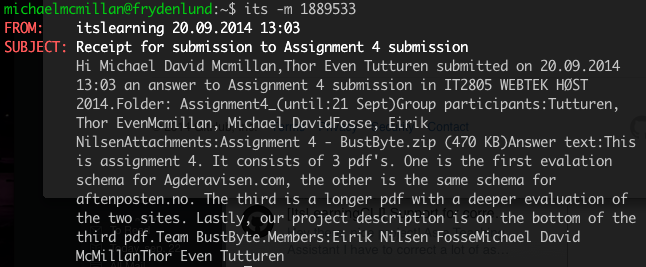 michaelmcmillan@frydenlund:~$ its -m 1889533
FROM: itslearning 20.09.2014 13:03
SUBJECT: Receipt for submission to Assignment 4 submission
Hi Michael David Mcmillan,Thor Even Tutturen submitted on 20.09.2014
13:03 an answer to Assignment 4 submission in IT2805 WEBTEK HØST
2014.Folder: Assignment4_(until:21 Sept)Group participants:Tutturen,
Thor EvenMcmillan, Michael DavidFosse, Eirik
NilsenAttachments:Assignment 4 - BustByte.zip (470 KB)Answer text:This
is assignment 4. It consists of 3 pdf's. One is the first evalation
schema for Agderavisen.com, the other is the same schema for
aftenposten.no. The third is a longer pdf with a deeper evaluation of
the two sites. Lastly, our project description is on the bottom of the
third pdf.Team BustByte.Members:Eirik Nilsen FosseMichael David
McMillanThor Even Tutturen